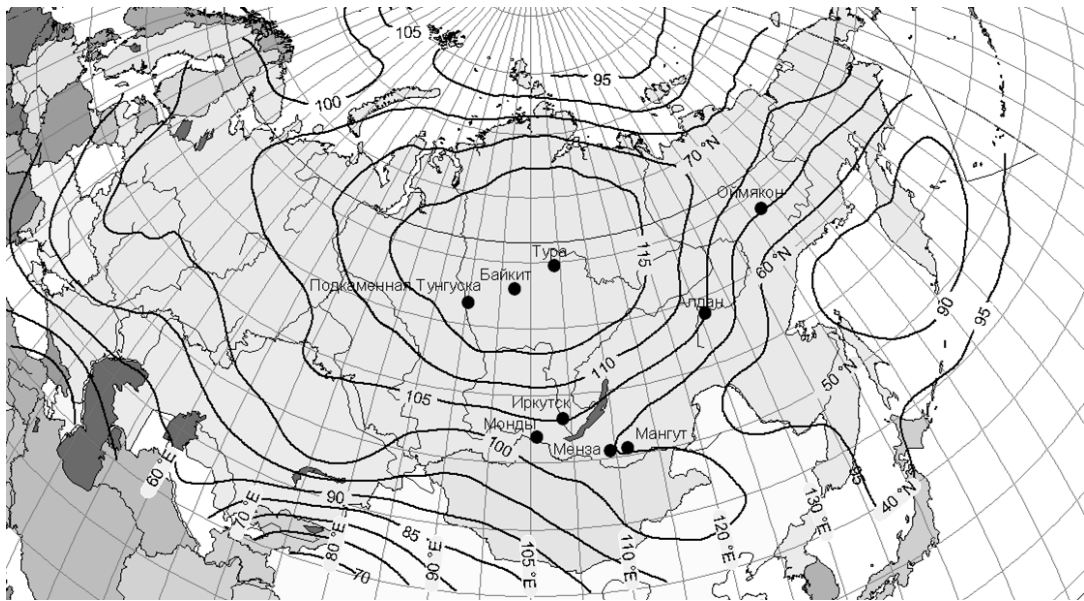 105
100
95
70 °N
Оймякон
Тура
115
60 °N
Байкит
Подкаменная Тунгуска
Алдан
90
95
110
50 °N
105
Иркутск
Монды
100
Менза
Мангут
95
60 °E
90
40 °N
70 °E
85
130 °E
80 °E
90 °E
105 °E
110 °E
120 °E
70